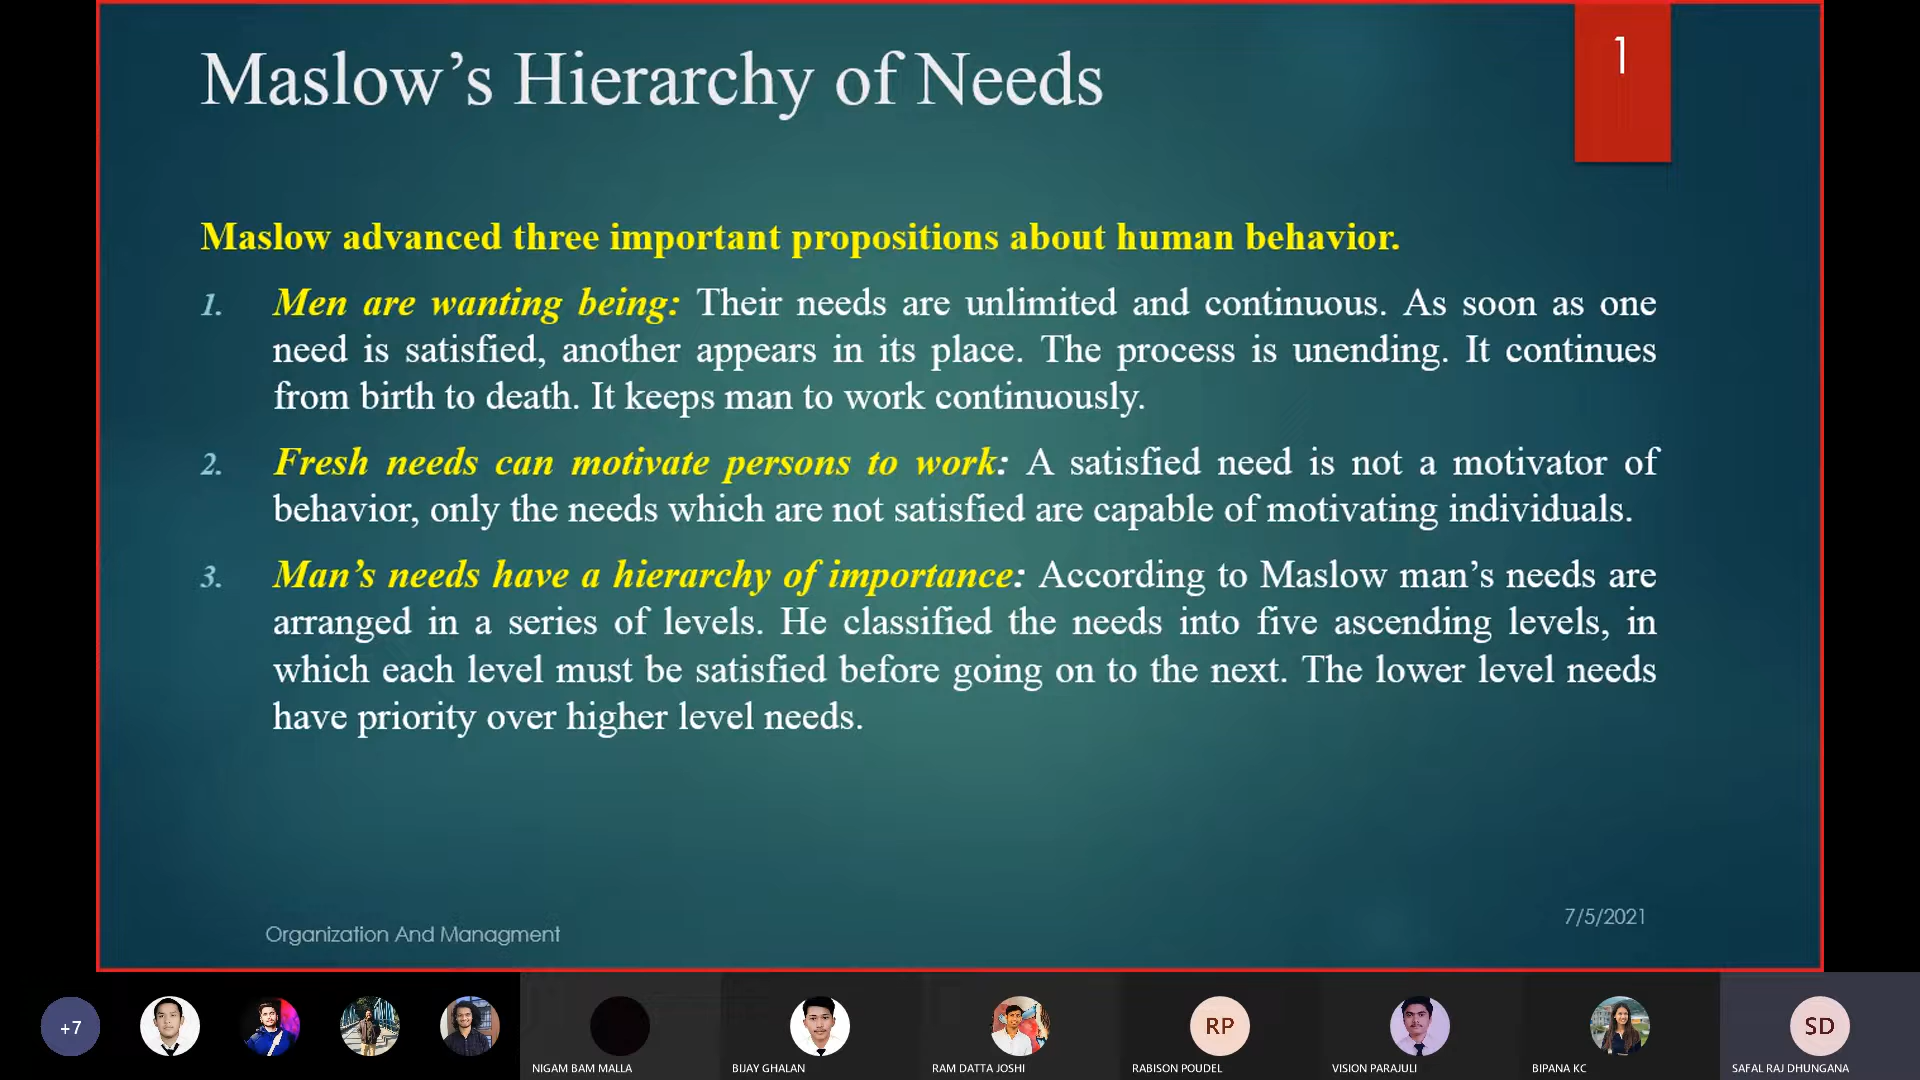 Maslow’s Hierarchy of Needs
1
Maslow advanced three important propositions about human behavior.
1. Men are wanting being: Their needs are unlimited and continuous. As soon as one
need is satisfied, another appears in its place. The process is unending. It continues
from birth to death. It keeps man to work continuously.
2. Fresh needs can motivate persons to work: A satisfied need is not a motivator of
behavior, only the needs which are not satisfied are capable of motivating individuals.
3. Man’s needs have a hierarchy of importance: According to Maslow man’s needs are
arranged in a series of levels. He classified the needs into five ascending levels, in
which each level must be satisfied before going on to the next. The lower level needs
have priority over higher level needs.
Organization And Managment
7/5/2021
+7
RP
SD
NIGAM BAM MALLA
BIJAY GHALAN
RAM DATTA JOSHI
RABISON POUDEL
VISION PARAJULI
BIPANA KC
SAFAL RAJ DHUNGANA